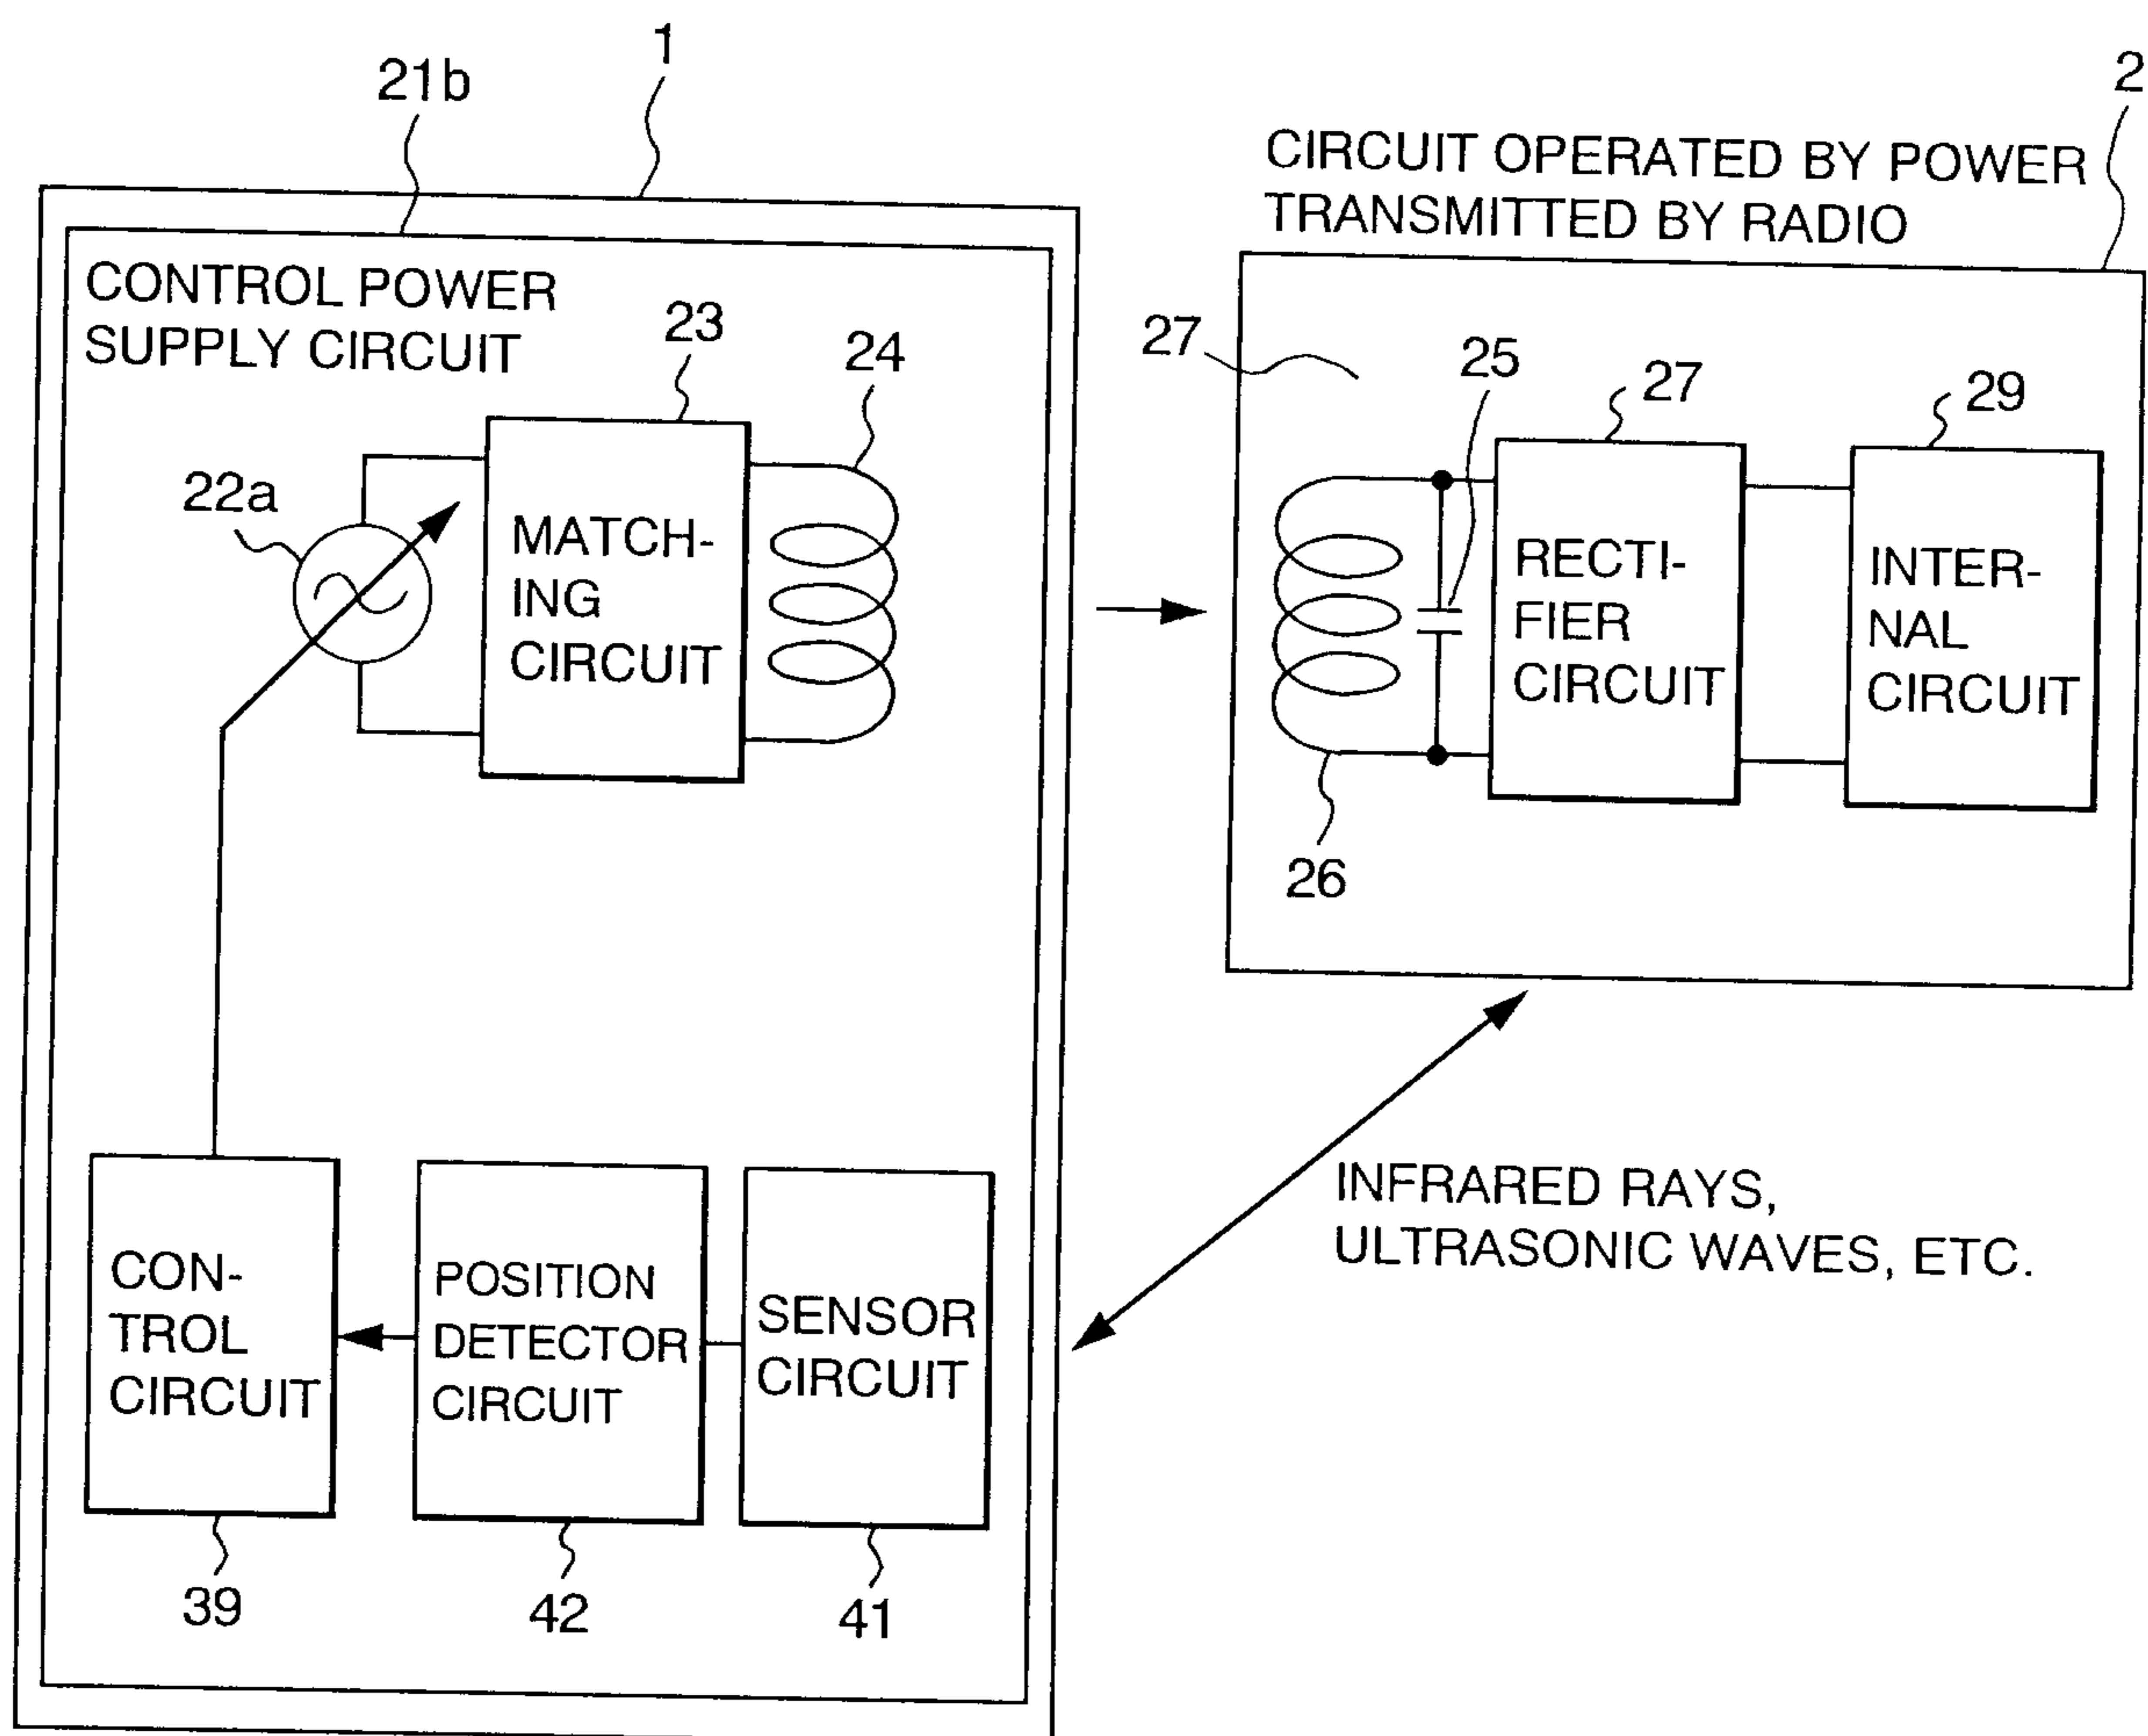 1
21b
2
CIRCUIT OPERATED BY POWER
TRANSMITTED BY RADIO
CONTROL POWER
SUPPLY CIRCUIT
23
24
22a
MATCH-
ING
CIRCUIT
27
25
27
29
RECTI-
FIER
CIRCUIT
INTER-
NAL
CIRCUIT
26
INFRARED RAYS,
ULTRASONIC WAVES, ETC.
CON-
TROL
CIRCUIT
POSITION
DETECTOR
CIRCUIT
SENSOR
CIRCUIT
39
42
41